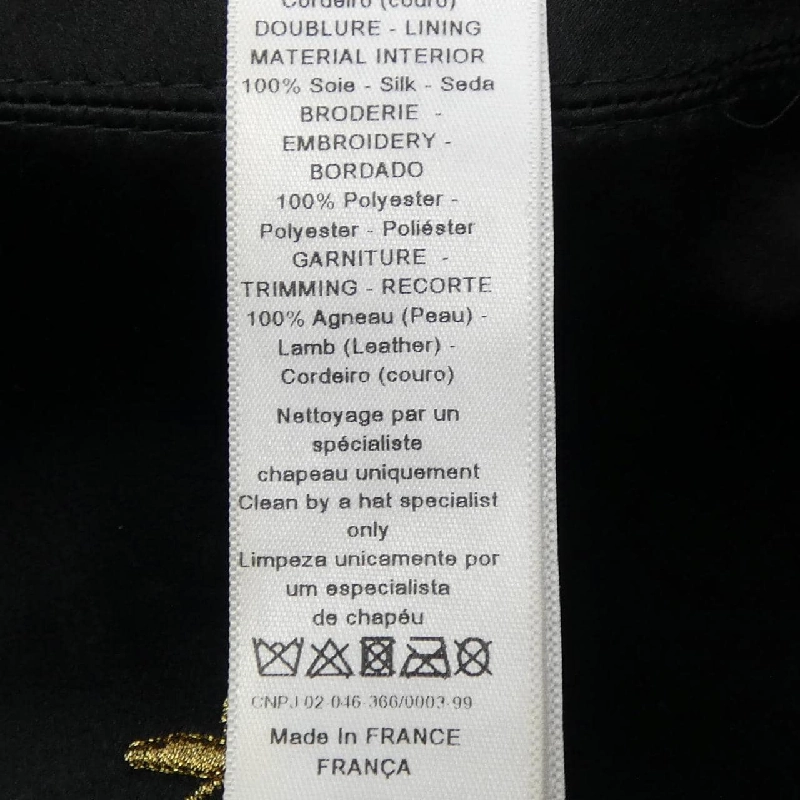 Cordeiro (couro)
DOUBLURE - LINING
MATERIAL INTERIOR
100% Soie - Silk - Seda
BRODERIE -
EMBROIDERY -
BORDADO
100% Polyester -
Polyester - Poliéster
GARNITURE -
TRIMMING - RECORTE
100% Agneau (Peau) -
Lamb (Leather) -
Cordeiro (couro)
Nettoyage par un
spécialiste
chapeau uniquement
Clean by a hat specialist
only
Limpeza unicamente por
um especialista
de chapéu
CNPJ 02-046-366/0003-99
Made In FRANCE
FRANÇA